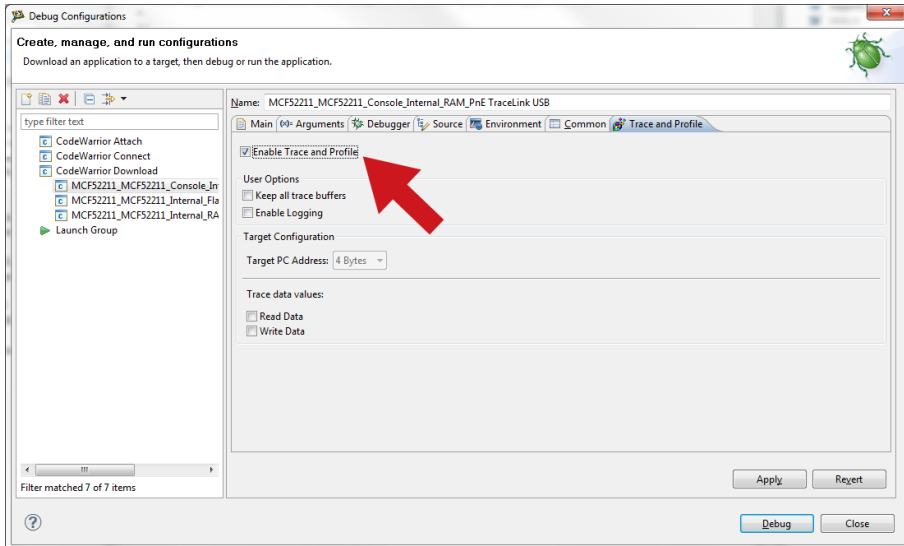 Debug Configurations
Create, manage, and run configurations
Download an application to a target, then debug or run the application.
type filter text
CodeWarrior Attach
CodeWarrior Connect
CodeWarrior Download
MCF52211_MCF52211_Console_In
MCF52211_MCF52211_Internal_Fla
MCF52211_MCF52211_Internal_RA
Launch Group
Filter matched 7 of 7 items
Name: MCF52211_MCF52211_Console_Internal_RAM_PnE TraceLink USB
Main (x)= Arguments Debugger Source Environment Common Trace and Profile
Enable Trace and Profile
User Options
Keep all trace buffers
Enable Logging
Target Configuration
Target PC Address: 4 Bytes
Trace data values:
Read Data
Write Data
Apply Revert
? Debug Close